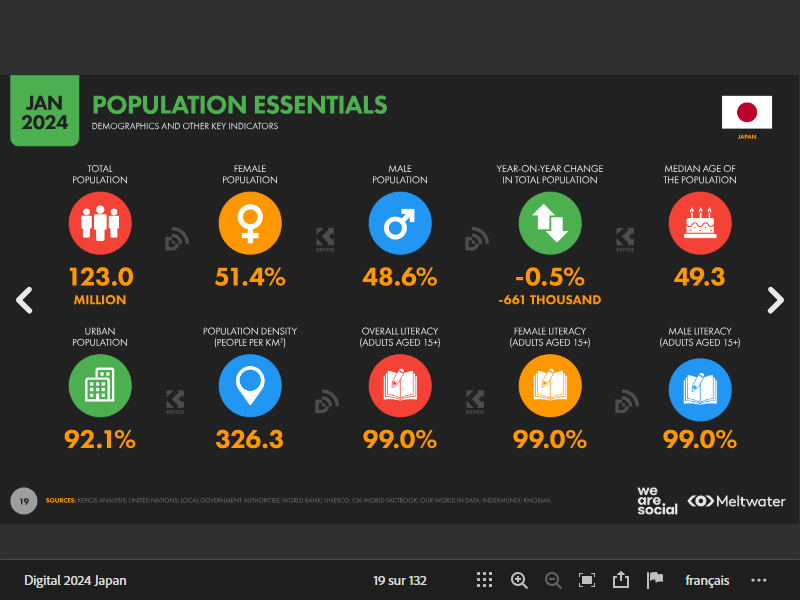 JAN
2024
POPULATION ESSENTIALS
DEMOGRAPHICS AND OTHER KEY INDICATORS
JAPAN
TOTAL
POPULATION
123.0
MILLION
FEMALE
POPULATION
51.4%
MALE
POPULATION
48.6%
YEAR-ON-YEAR CHANGE
IN TOTAL POPULATION
-0.5%
-661 THOUSAND
MEDIAN AGE OF
THE POPULATION
49.3
KEPIOS
KEPIOS
URBAN
POPULATION
92.1%
POPULATION DENSITY
(PEOPLE PER KM²)
326.3
OVERALL LITERACY
(ADULTS AGED 15+)
99.0%
FEMALE LITERACY
(ADULTS AGED 15+)
99.0%
MALE LITERACY
(ADULTS AGED 15+)
99.0%
KEPIOS
KEPIOS
19
SOURCES: KEPIOS ANALYSIS; UNITED NATIONS; LOCAL GOVERNMENT AUTHORITIES; WORLD BANK; UNESCO; CIA WORLD FACTBOOK; OUR WORLD IN DATA; INDEXMUNDI; KNOEMA.
we
are.
social
Meltwater
Digital 2024 Japan
19 sur 132
français